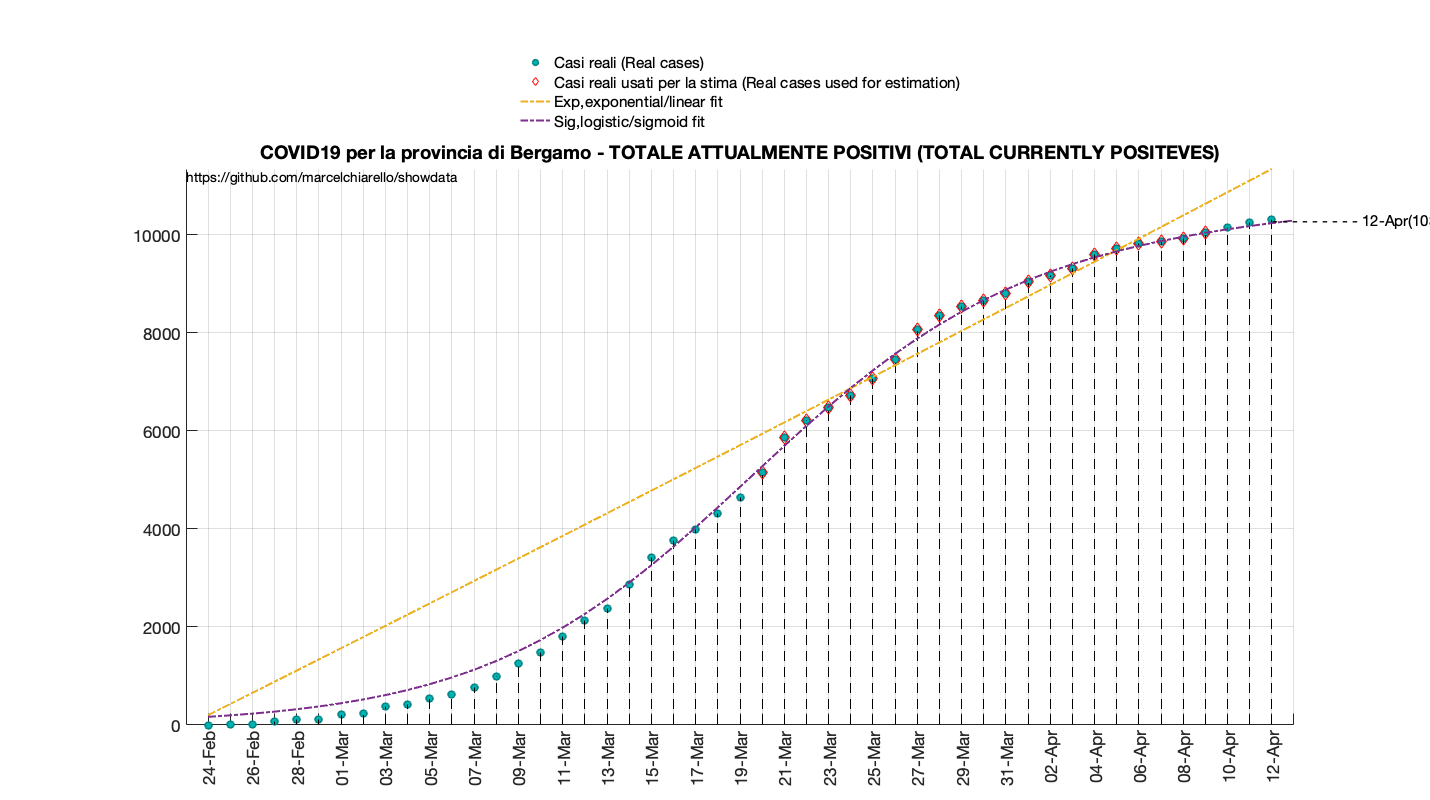 Casi reali (Real cases)
Casi reali usati per la stima (Real cases used for estimation)
Exp,exponential/linear fit
Sig,logistic/sigmoid fit
COVID19 per la provincia di Bergamo - TOTALE ATTUALMENTE POSITIVI (TOTAL CURRENTLY POSITEVES)
https://github.com/marcelchiarello/showdata
12-Apr(10
10000
8000
6000
4000
2000
0
24-Feb
26-Feb
28-Feb
01-Mar
03-Mar
05-Mar
07-Mar
09-Mar
11-Mar
13-Mar
15-Mar
17-Mar
19-Mar
21-Mar
23-Mar
25-Mar
27-Mar
29-Mar
31-Mar
02-Apr
04-Apr
06-Apr
08-Apr
10-Apr
12-Apr